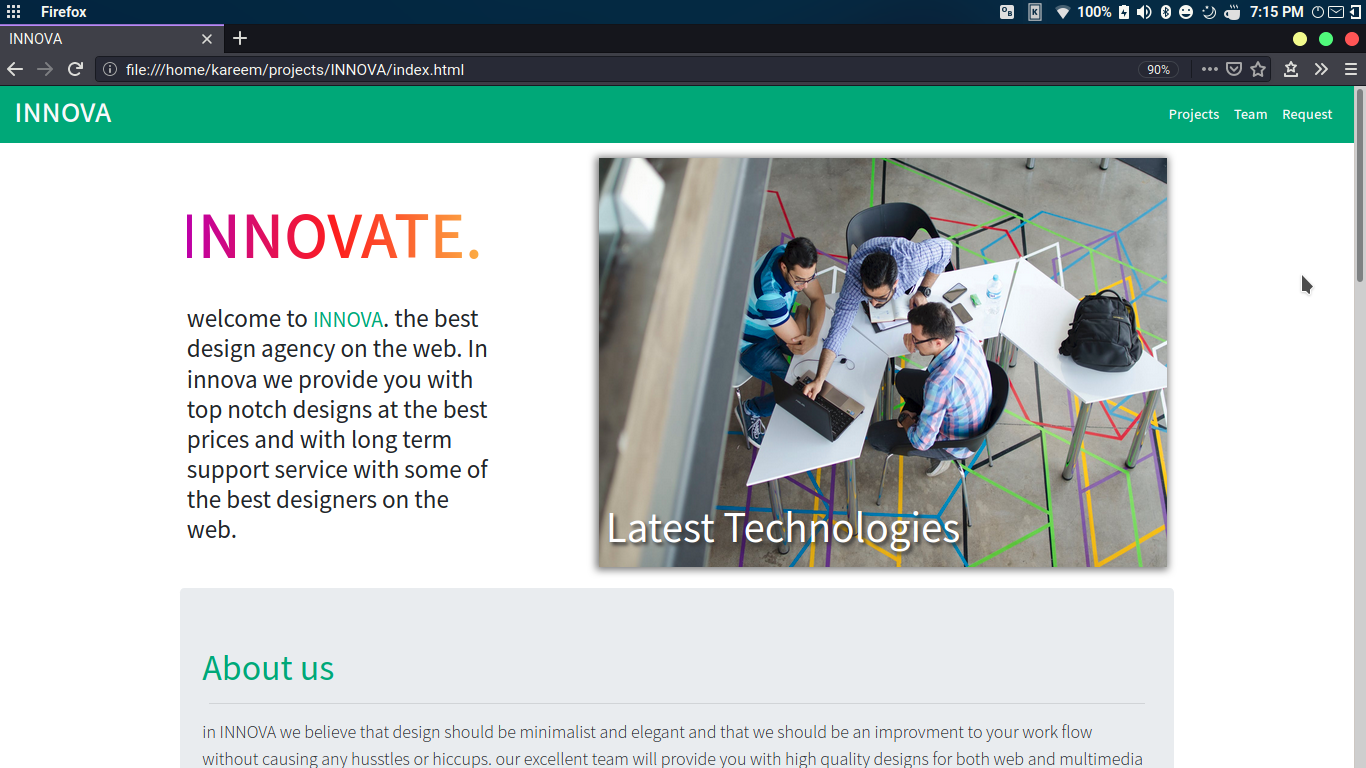 Firefox
100%
7:15 PM
INNOVA
file:///home/kareem/projects/INNOVA/index.html
90%
INNOVA
Projects Team Request
INNOVATE.
welcome to INNOVA. the best
design agency on the web. In
innova we provide you with
top notch designs at the best
prices and with long term
support service with some of
the best designers on the
web.
Latest Technologies
About us
in INNOVA we believe that design should be minimalist and elegant and that we should be an improvment to your work flow
without causing any husstles or hiccups. our excellent team will provide you with high quality designs for both web and multimedia